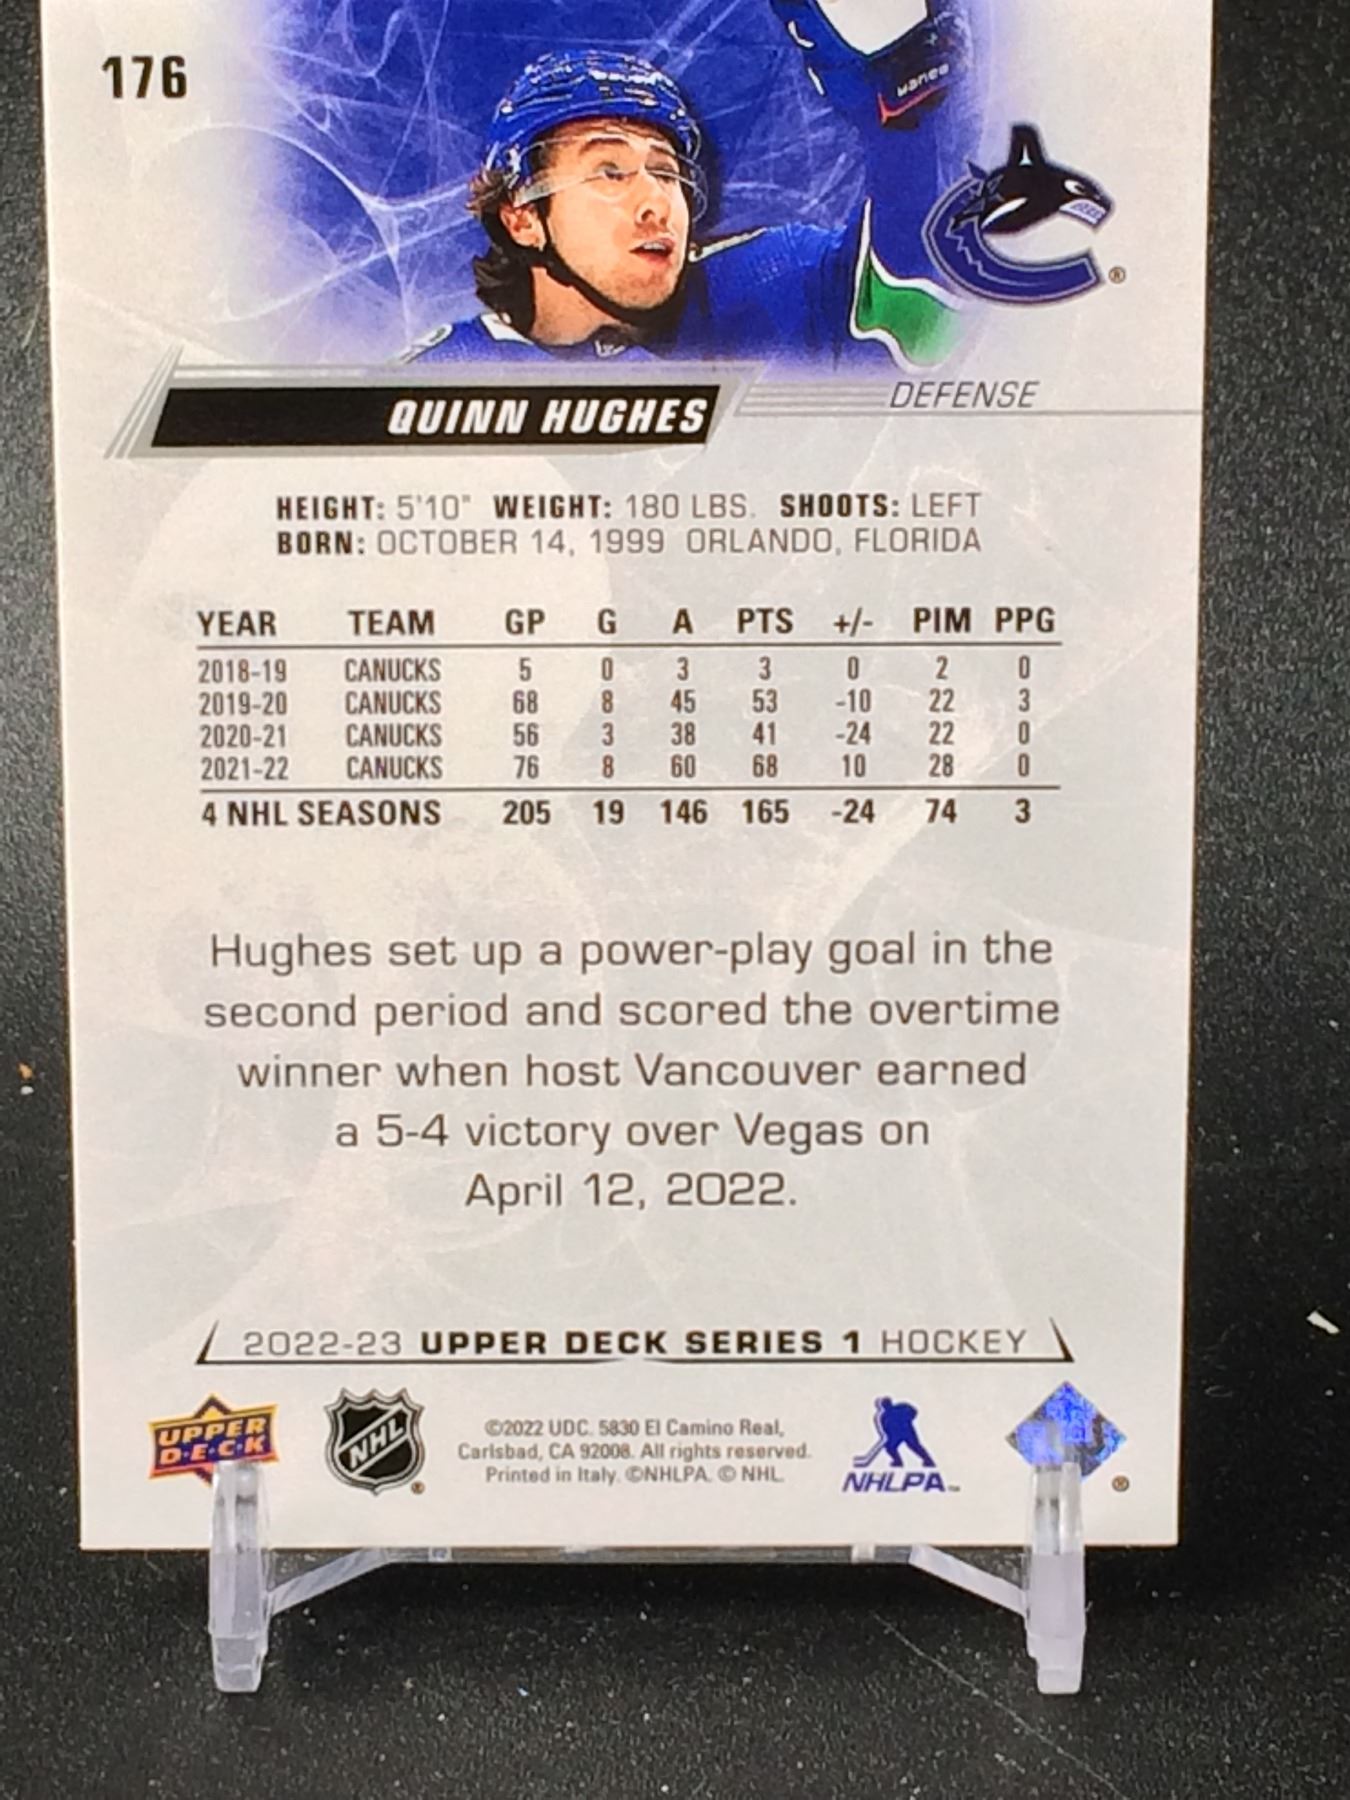 176
BAUER
Warrior
QUINN HUGHES
DEFENSE
HEIGHT: 5'10" WEIGHT: 180 LBS. SHOOTS: LEFT
BORN: OCTOBER 14, 1999 ORLANDO, FLORIDA
YEAR TEAM GP G A PTS +/- PIM PPG
2018-19 CANUCKS 5 0 3 3 0 2 0
2019-20 CANUCKS 68 8 45 53 -10 22 3
2020-21 CANUCKS 56 3 38 41 -24 22 0
2021-22 CANUCKS 76 8 60 68 10 28 0
4 NHL SEASONS 205 19 146 165 -24 74 3
Hughes set up a power-play goal in the
second period and scored the overtime
winner when host Vancouver earned
a 5-4 victory over Vegas on
April 12, 2022.
2022-23 UPPER DECK SERIES 1 HOCKEY
UPPER
D·E·C·K
NHL
®
©2022 UDC. 5830 El Camino Real,
Carlsbad, CA 92008. All rights reserved.
Printed in Italy. ©NHLPA. © NHL.
NHLPA™
®